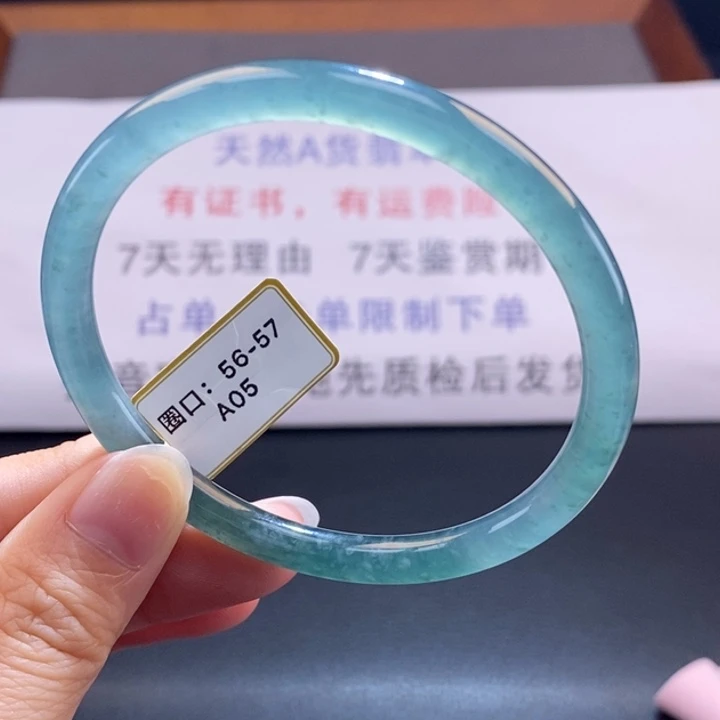 天然A货翡
有证书，有运费险
7天无理由 7天鉴赏期
占单 单限制下单
音 先质检后发货
圈口：56-57
A05